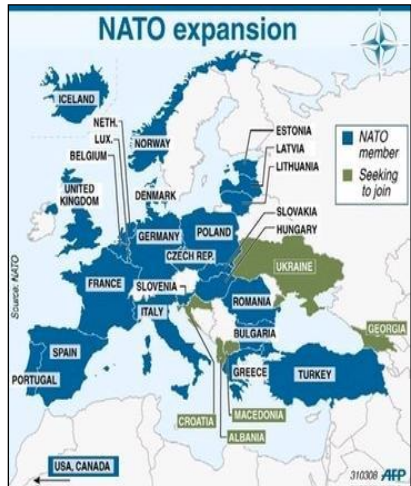 NATO expansion
ICELAND
NETH.
LUX.
BELGIUM
NORWAY
ESTONIA
LATVIA
LITHUANIA
NATO
member
Seeking
to join
UNITED
KINGDOM
DENMARK
SLOVAKIA
HUNGARY
GERMANY
POLAND
CZECH REP.
UKRAINE
FRANCE
SLOVENIA
ITALY
ROMANIA
BULGARIA
GEORGIA
SPAIN
PORTUGAL
GREECE
TURKEY
CROATIA
MACEDONIA
ALBANIA
USA, CANADA
Source: NATO
310308 AFP